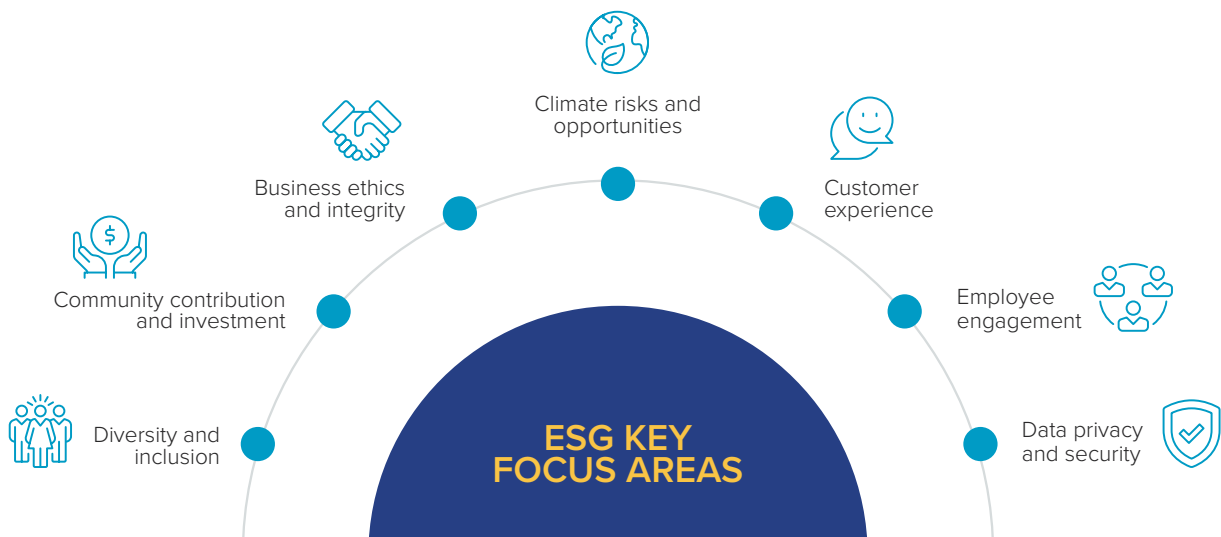 Climate risks and
opportunities
Business ethics
and integrity
Customer
experience
Community contribution
and investment
Employee
engagement
Diversity and
inclusion
Data privacy
and security
ESG KEY
FOCUS AREAS
$